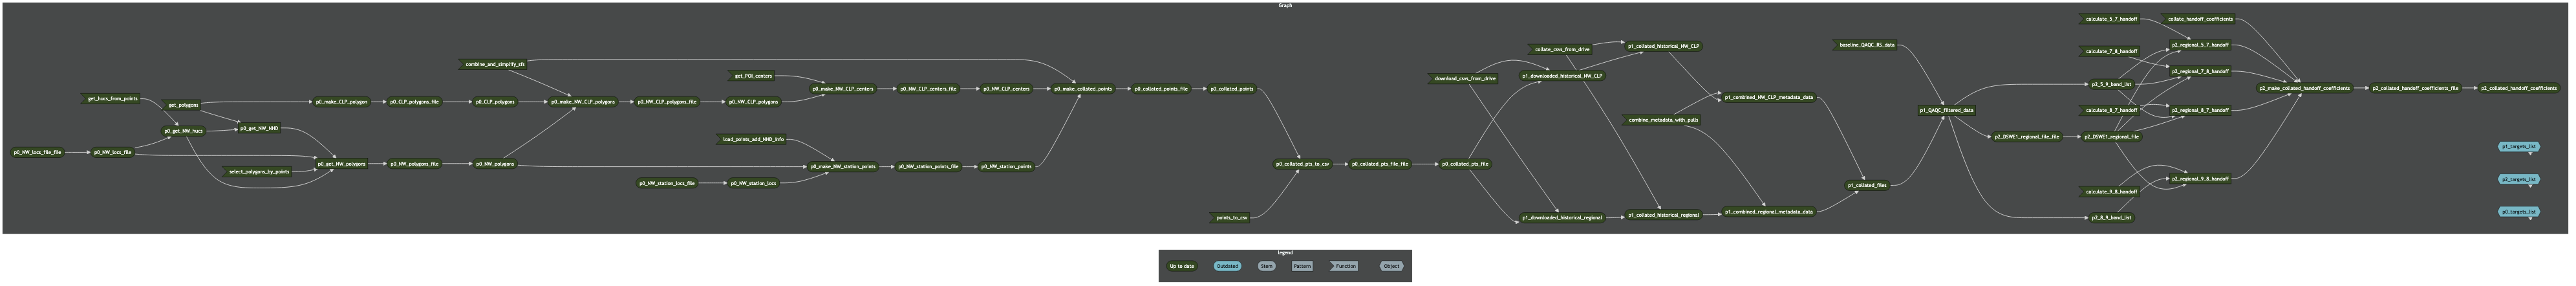 Graph
calculate_5_7_handoff
collate_handoff_coefficients
baseline_QAQC_RS_data
p2_regional_5_7_handoff
p1_collated_historical_NW_CLP
collate_csvs_from_drive
calculate_7_8_handoff
combine_and_simplify_sfs
p2_regional_7_8_handoff
get_POI_centers
p1_downloaded_historical_NW_CLP
download_csvs_from_drive
p2_5_9_band_list
p0_make_NW_CLP_centers
p0_NW_CLP_centers_file
p0_NW_CLP_centers
p0_make_collated_points
p0_collated_points_file
p0_collated_points
p2_make_collated_handoff_coefficients
p2_collated_handoff_coefficients_file
p2_collated_handoff_coefficients
get_hucs_from_points
p1_combined_NW_CLP_metadata_data
get_polygons
p0_make_CLP_polygon
p0_CLP_polygons_file
p0_CLP_polygons
p0_make_NW_CLP_polygons
p0_NW_CLP_polygons_file
p0_NW_CLP_polygons
p1_QAQC_filtered_data
calculate_8_7_handoff
p2_regional_8_7_handoff
combine_metadata_with_pulls
p0_get_NW_NHD
p0_get_NW_hucs
p2_DSWE1_regional_file_file
p2_DSWE1_regional_file
load_points_add_NHD_info
p1_targets_list
p0_NW_locs_file_file
p0_NW_locs_file
p0_get_NW_polygons
p0_NW_polygons_file
p0_NW_polygons
p0_make_NW_station_points
p0_NW_station_points_file
p0_NW_station_points
p0_collated_pts_to_csv
p0_collated_pts_file_file
p0_collated_pts_file
select_polygons_by_points
p2_regional_9_8_handoff
p2_targets_list
p0_NW_station_locs_file
p0_NW_station_locs
p1_collated_files
calculate_9_8_handoff
p1_combined_regional_metadata_data
p0_targets_list
p1_collated_historical_regional
points_to_csv
p1_downloaded_historical_regional
p2_8_9_band_list
legend
Up to date
Outdated
Stem
Pattern
Function
Object